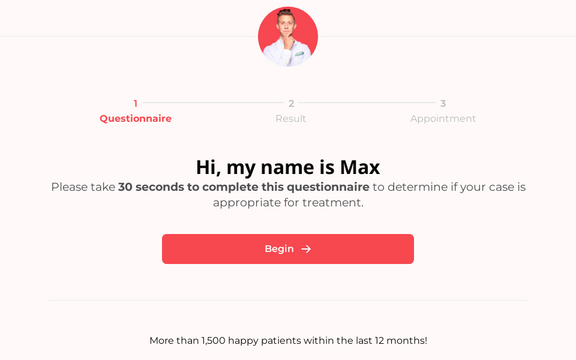 1
Questionnaire
2
Result
3
Appointment
Hi, my name is Max
Please take 30 seconds to complete this questionnaire to determine if your case is
appropriate for treatment.
Begin →
More than 1,500 happy patients within the last 12 months!